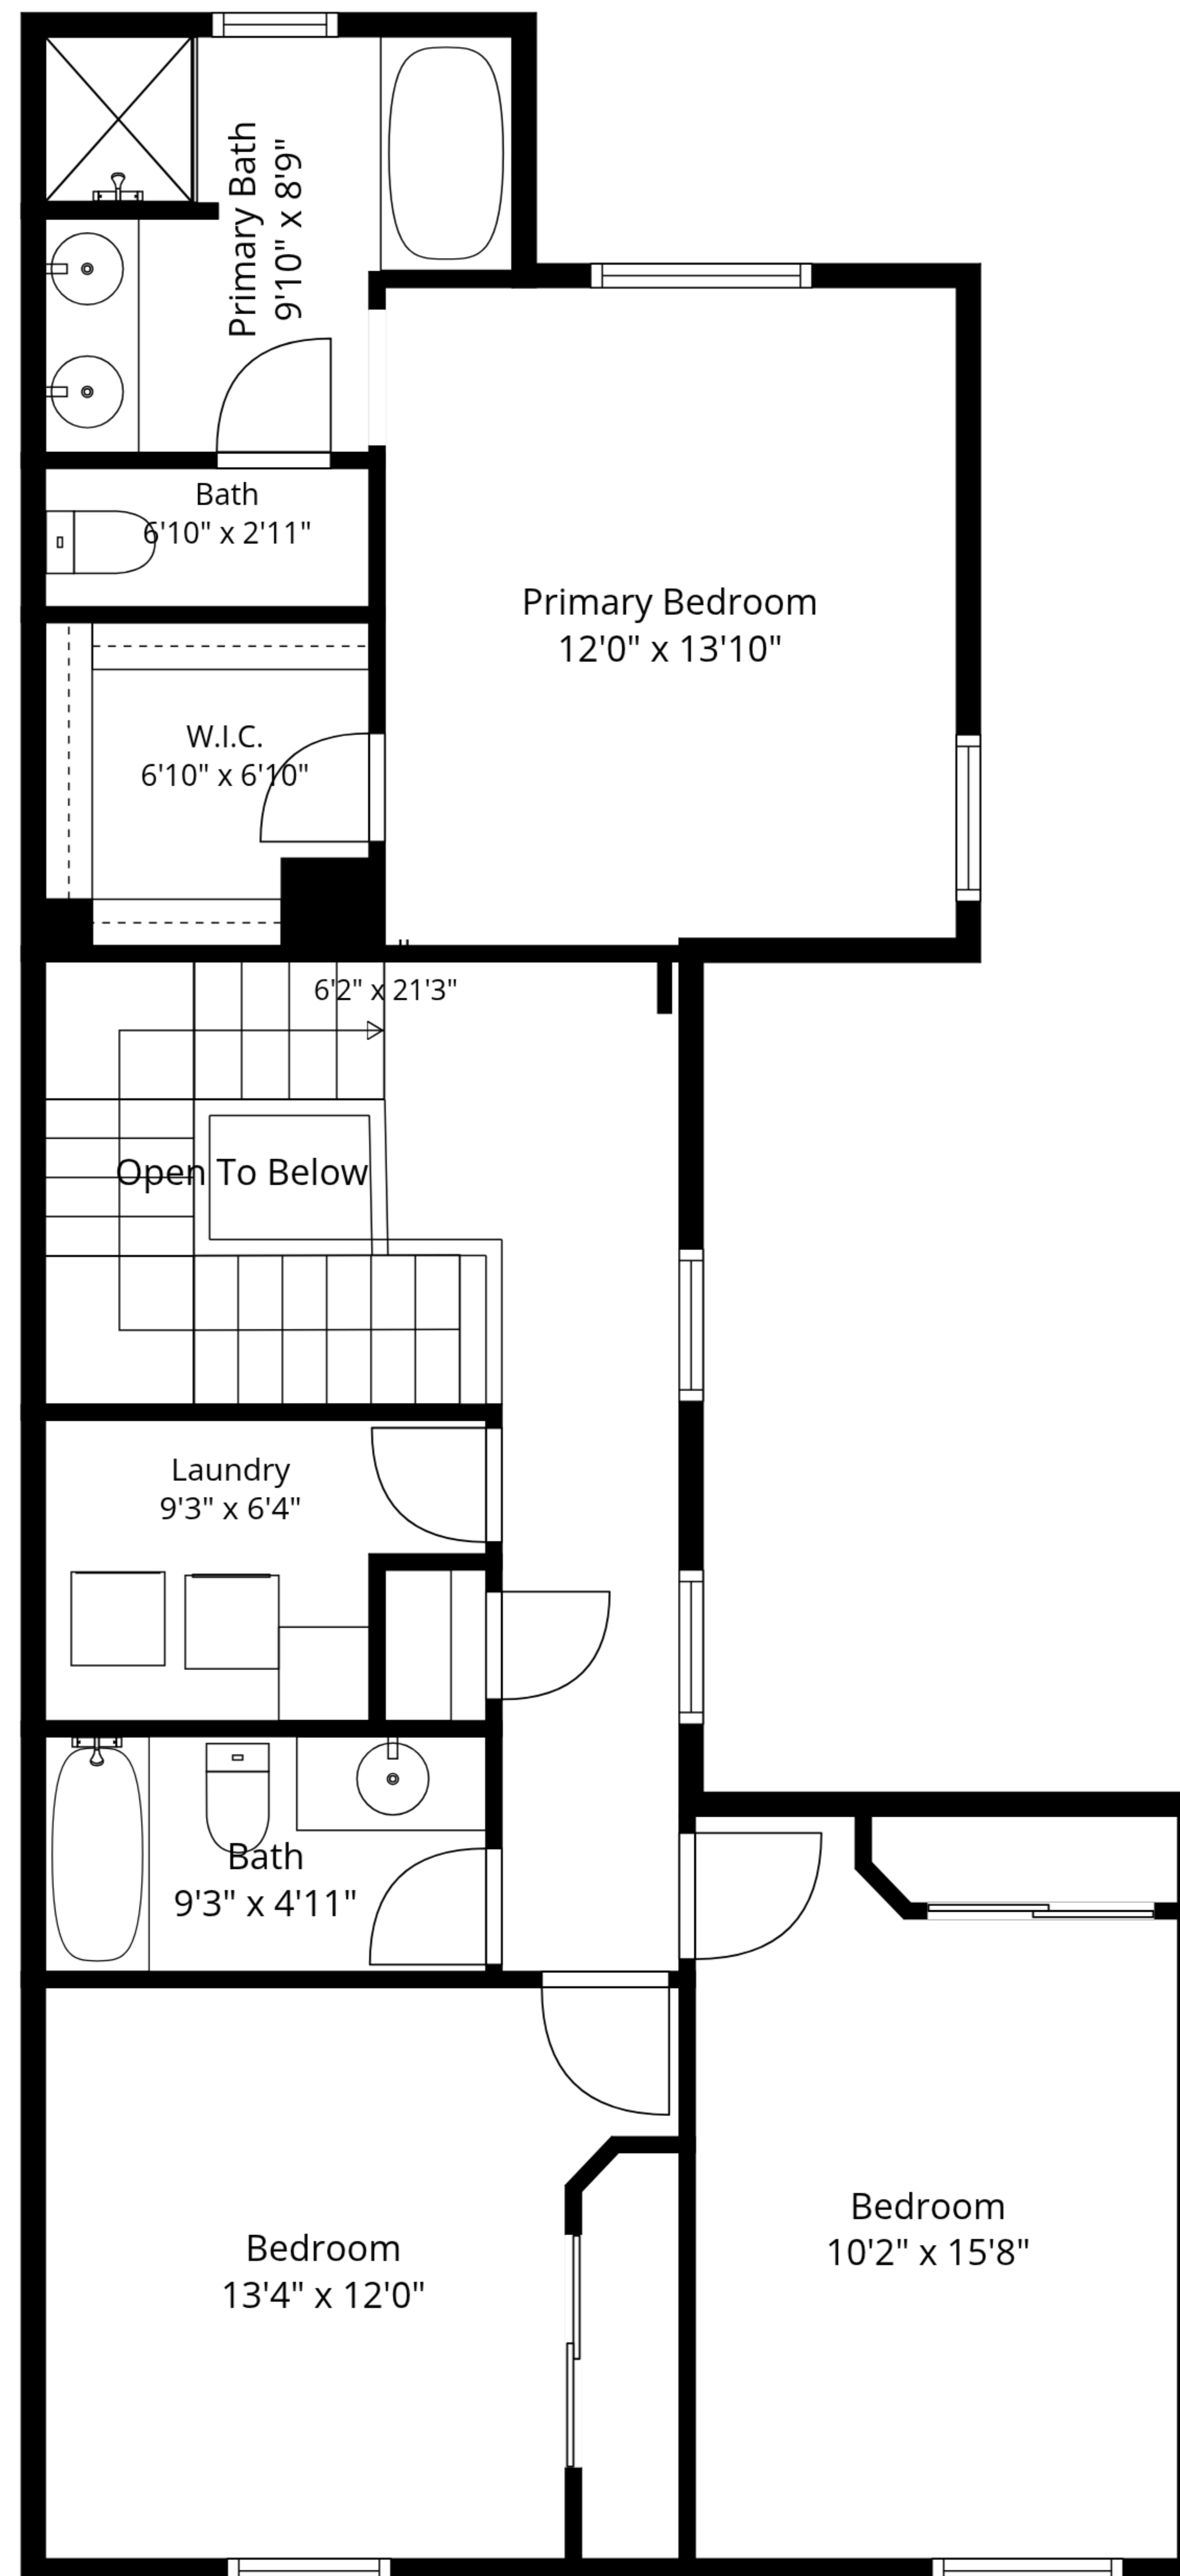 Primary Bath
9'10" x 8'9"
Bath
6'10" x 2'11"
Primary Bedroom
12'0" x 13'10"
W.I.C.
6'10" x 6'10"
6'2" x 21'3"
Open To Below
Laundry
9'3" x 6'4"
Bath
9'3" x 4'11"
Bedroom
10'2" x 15'8"
Bedroom
13'4" x 12'0"